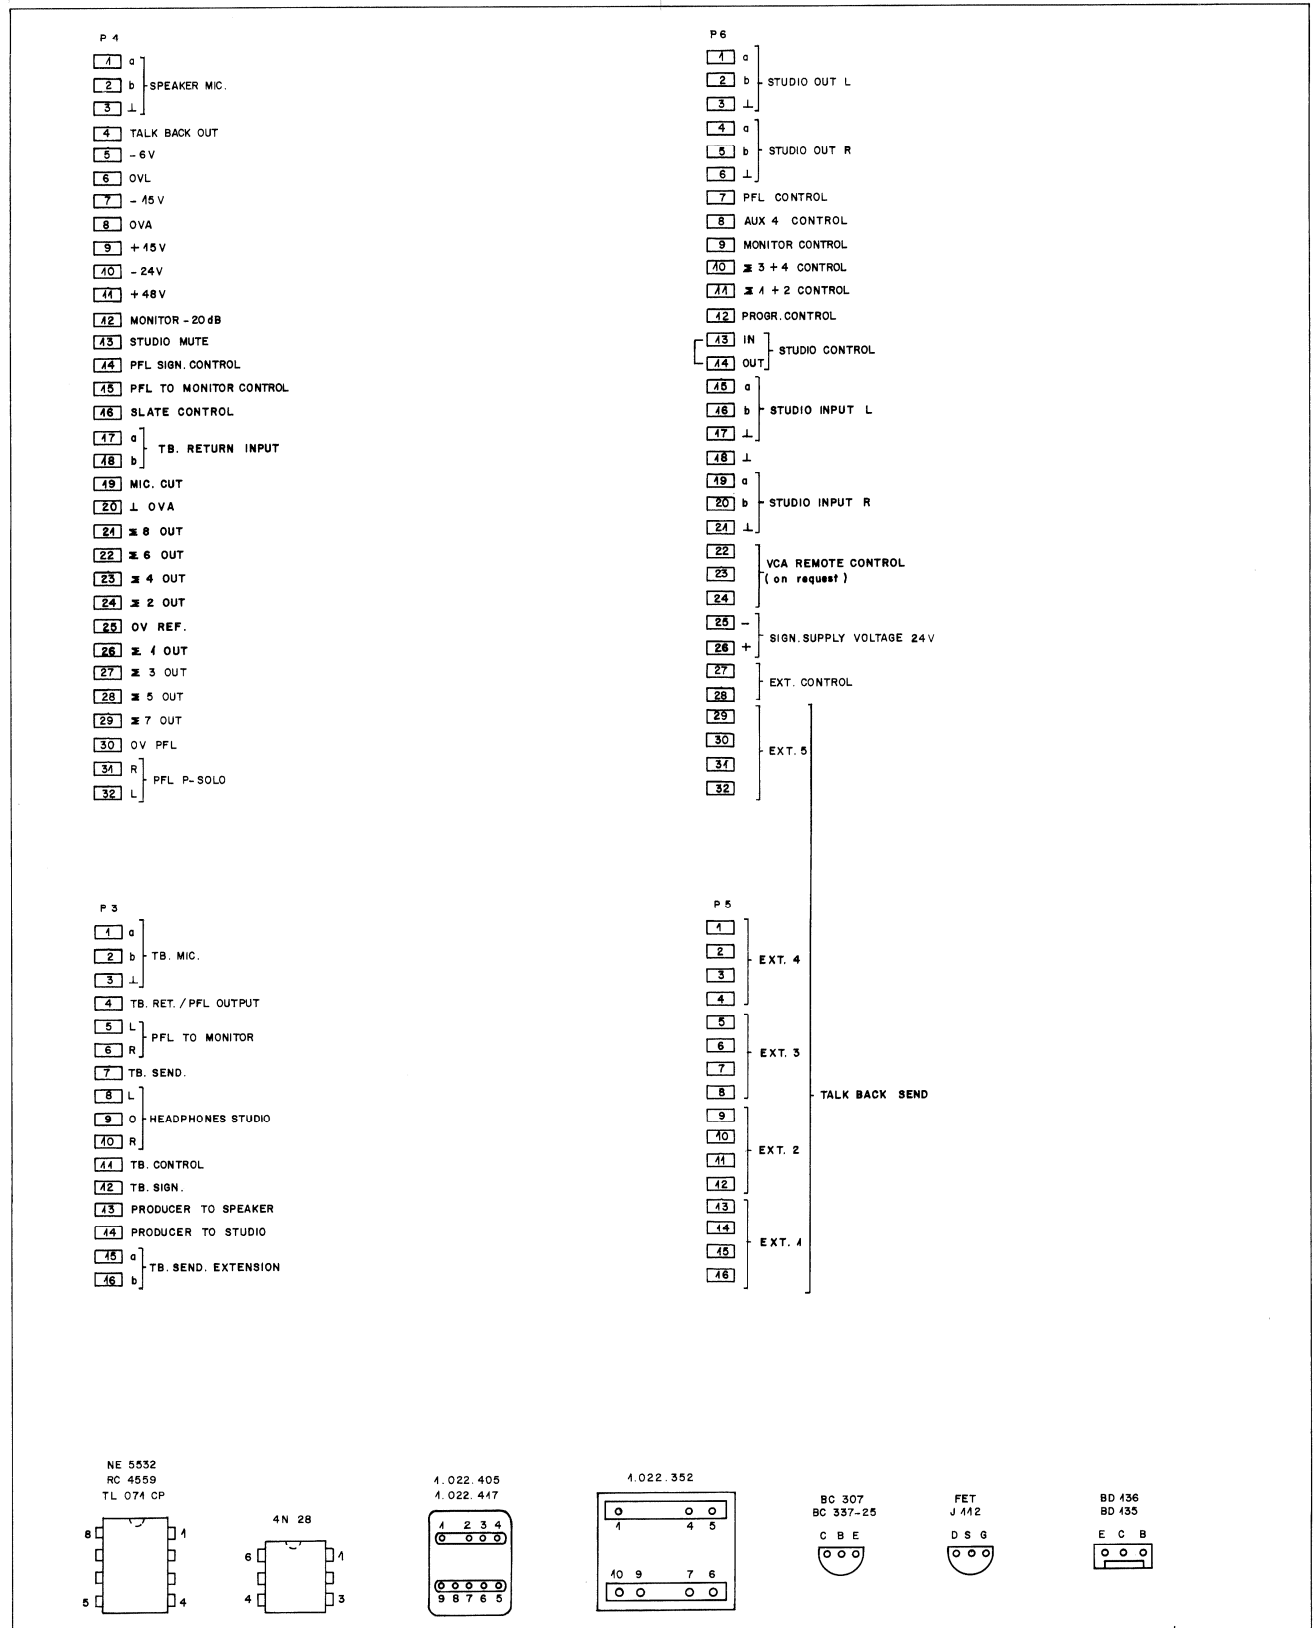 P 4
1 a
2 b SPEAKER MIC.
3 ⊥
4 TALK BACK OUT
5 -6V
6 OVL
7 - 15V
8 OVA
9 +15V
10 -24V
11 +48V
12 MONITOR -20dB
13 STUDIO MUTE
14 PFL SIGN. CONTROL
15 PFL TO MONITOR CONTROL
16 SLATE CONTROL
17 a
TB. RETURN INPUT
18 b
19 MIC. CUT
20 ⊥ OVA
21 Σ 8 OUT
22 Σ 6 OUT
23 Σ 4 OUT
24 Σ 2 OUT
25 OV REF.
26 Σ 1 OUT
27 Σ 3 OUT
28 Σ 5 OUT
29 Σ 7 OUT
30 OV PFL
31 R
PFL P-SOLO
32 L
P 3
1 a
2 b TB. MIC.
3 ⊥
4 TB. RET. / PFL OUTPUT
5 L
PFL TO MONITOR
6 R
7 TB. SEND.
8 L
9 O HEADPHONES STUDIO
10 R
11 TB. CONTROL
12 TB. SIGN.
13 PRODUCER TO SPEAKER
14 PRODUCER TO STUDIO
15 a
TB. SEND. EXTENSION
16 b
P6
1 a
2 b STUDIO OUT L
3 ⊥
4 a
5 b STUDIO OUT R
6 ⊥
7 PFL CONTROL
8 AUX 4 CONTROL
9 MONITOR CONTROL
10 Σ 3 + 4 CONTROL
11 Σ 1 + 2 CONTROL
12 PROGR. CONTROL
13 IN
STUDIO CONTROL
14 OUT
15 a
16 b STUDIO INPUT L
17 ⊥
18 ⊥
19 a
20 b STUDIO INPUT R
21 ⊥
22
VCA REMOTE CONTROL
23
( on request )
24
25 -
SIGN. SUPPLY VOLTAGE 24V
26 +
27
EXT. CONTROL
28
29
30
EXT. 5
31
32
P 5
1
2
EXT. 4
3
4
5
6
EXT. 3
7
8
TALK BACK SEND
9
10
EXT. 2
11
12
13
14
EXT. 1
15
16
NE 5532
RC 4559
TL 071 CP
8 1
5 4
4N 28
6 1
4 3
1.022.405
1.022.417
1 2 3 4
9 8 7 6 5
1.022.352
1 4 5
10 9 7 6
BC 307
BC 337-25
C B E
FET
J 112
D S G
BD 136
BD 135
E C B